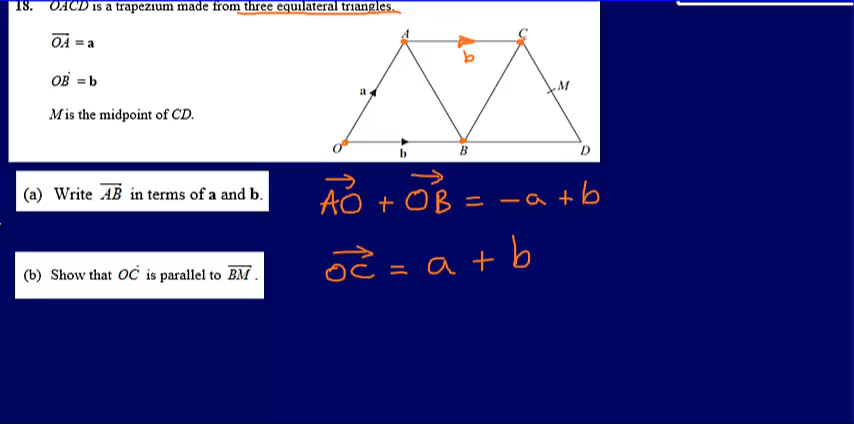 18. OACD is a trapezium made from three equilateral triangles.
OA = a
OB = b
M is the midpoint of CD.
A
C
b
a
M
O
b
B
D
(a) Write AB in terms of a and b.
AO + OB = -a + b
(b) Show that OC is parallel to BM.
OC = a + b